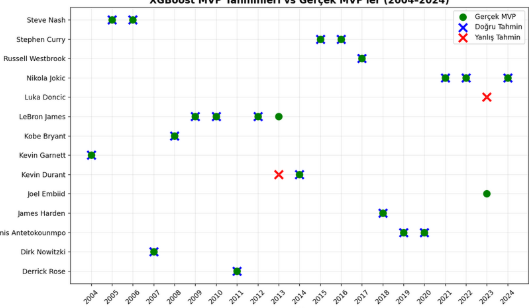 XGBoost MVP Tahminleri vs Gerçek MVP'ler (2004–2024)
Gerçek MVP
Doğru Tahmin
Yanlış Tahmin
Steve Nash
Stephen Curry
Russell Westbrook
Nikola Jokic
Luka Doncic
LeBron James
Kobe Bryant
Kevin Garnett
Kevin Durant
Joel Embiid
James Harden
nis Antetokounmpo
Dirk Nowitzki
Derrick Rose
2004 2005 2006 2007 2008 2009 2010 2011 2012 2013 2014 2015 2016 2017 2018 2019 2020 2021 2022 2023 2024